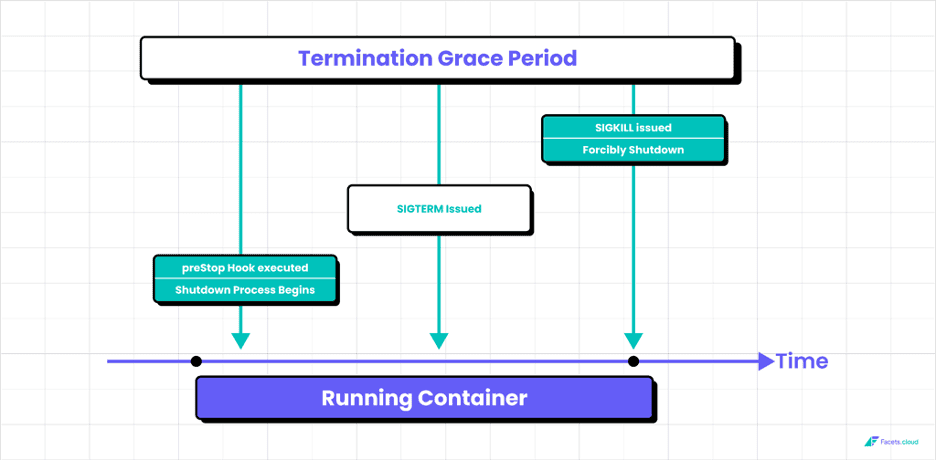 Termination Grace Period
SIGKILL issued
Forcibly Shutdown
SIGTERM Issued
preStop Hook executed
Shutdown Process Begins
Time
Running Container
Facets.cloud